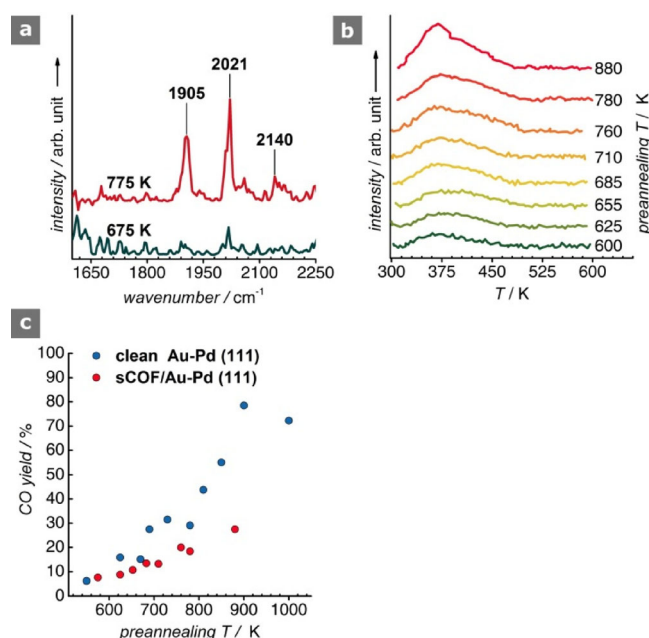 a
intensity / arb. unit
2021
1905
2140
775 K
675 K
1650 1800 1950 2100 2250
wavenumber / cm-1
b
intensity / arb. unit
880
780
760
710
685
655
625
600
preannealing T / K
300 375 450 525 600
T / K
c
CO yield / %
100
90
80
70
60
50
40
30
20
10
0
clean Au-Pd (111)
sCOF/Au-Pd (111)
600 700 800 900 1000
preannealing T / K